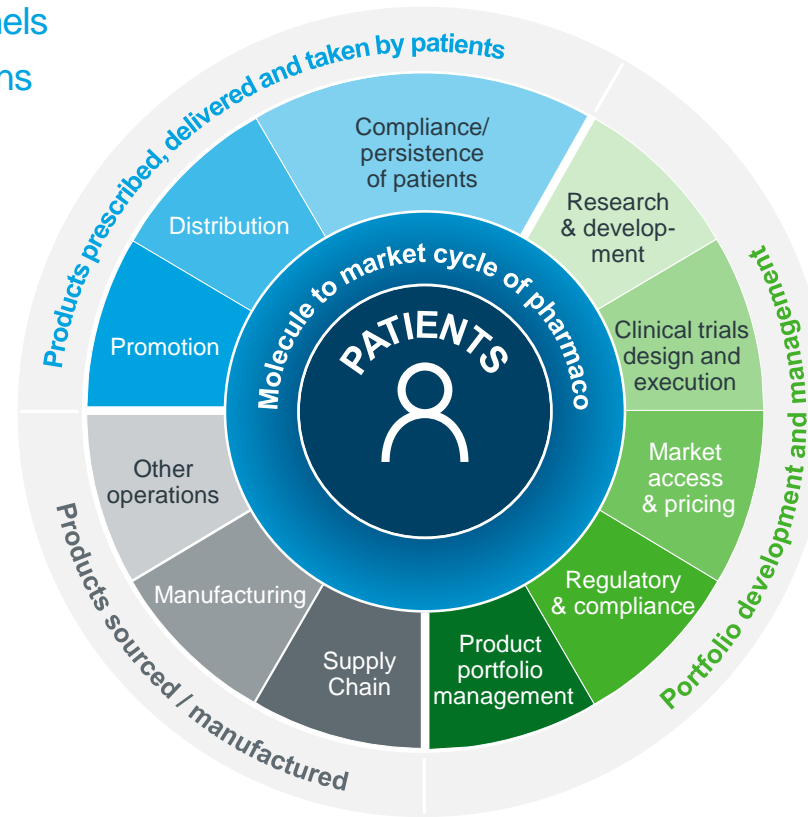 Products prescribed, delivered and taken by patients
Compliance/
persistence
of patients
Distribution
Promotion
Research
& develop-
ment
Clinical trials
design and
execution
Market
access
& pricing
Regulatory
& compliance
Product
portfolio
management
Portfolio development and management
Supply
Chain
Manufacturing
Other
operations
Products sourced / manufactured
Molecule to market cycle of pharmaco
PATIENTS